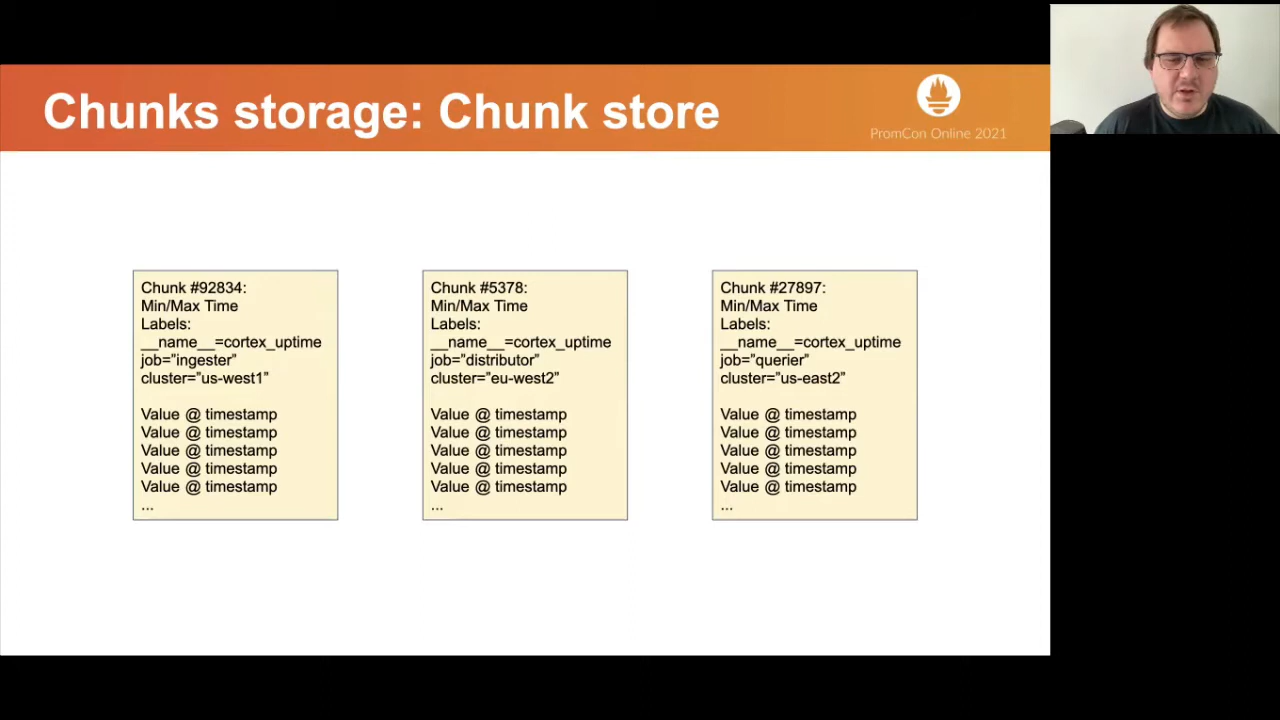 Chunks storage: Chunk store
PromCon Online 2021
Chunk #92834:
Min/Max Time
Labels:
__name__=cortex_uptime
job=”ingester”
cluster=”us-west1”
Value @ timestamp
Value @ timestamp
Value @ timestamp
Value @ timestamp
Value @ timestamp
...
Chunk #5378:
Min/Max Time
Labels:
__name__=cortex_uptime
job=”distributor”
cluster=”eu-west2”
Value @ timestamp
Value @ timestamp
Value @ timestamp
Value @ timestamp
Value @ timestamp
...
Chunk #27897:
Min/Max Time
Labels:
__name__=cortex_uptime
job=”querier”
cluster=”us-east2”
Value @ timestamp
Value @ timestamp
Value @ timestamp
Value @ timestamp
Value @ timestamp
...